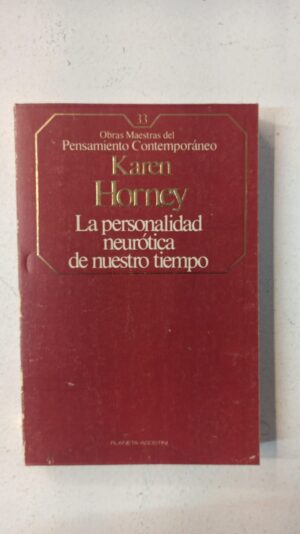 33
Obras Maestras del
Pensamiento Contemporáneo
Karen
Horney
La personalidad
neurótica
de nuestro tiempo
PLANETA-AGOSTINI